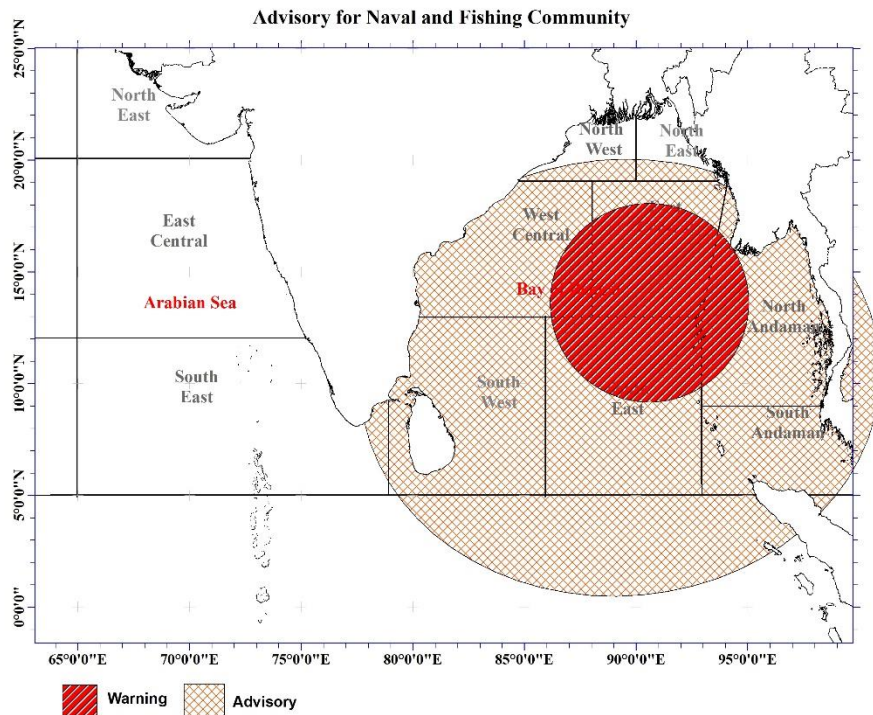 Advisory for Naval and Fishing Community
25°0'0"N
20°0'0"N
15°0'0"N
10°0'0"N
5°0'0"N
0°0'0"
North
East
North
West
North
East
East
Central
West
Central
Arabian Sea
Bay
North
Andaman
South
East
South
West
East
South
Andaman
65°0'0"E
70°0'0"E
75°0'0"E
80°0'0"E
85°0'0"E
90°0'0"E
95°0'0"E
Warning
Advisory